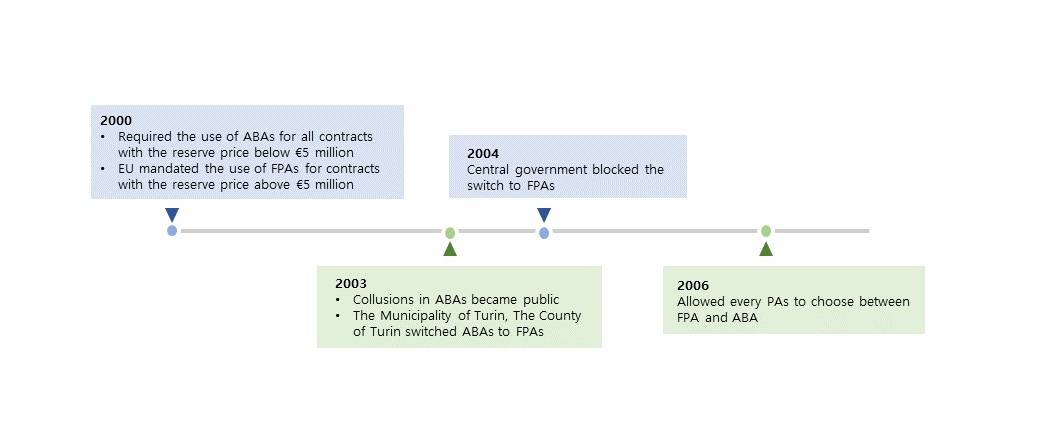 2000
• Required the use of ABAs for all contracts
with the reserve price below €5 million
• EU mandated the use of FPAs for contracts
with the reserve price above €5 million
2004
Central government blocked the
switch to FPAs
2003
• Collusions in ABAs became public
• The Municipality of Turin, The County
of Turin switched ABAs to FPAs
2006
Allowed every PAs to choose between
FPA and ABA